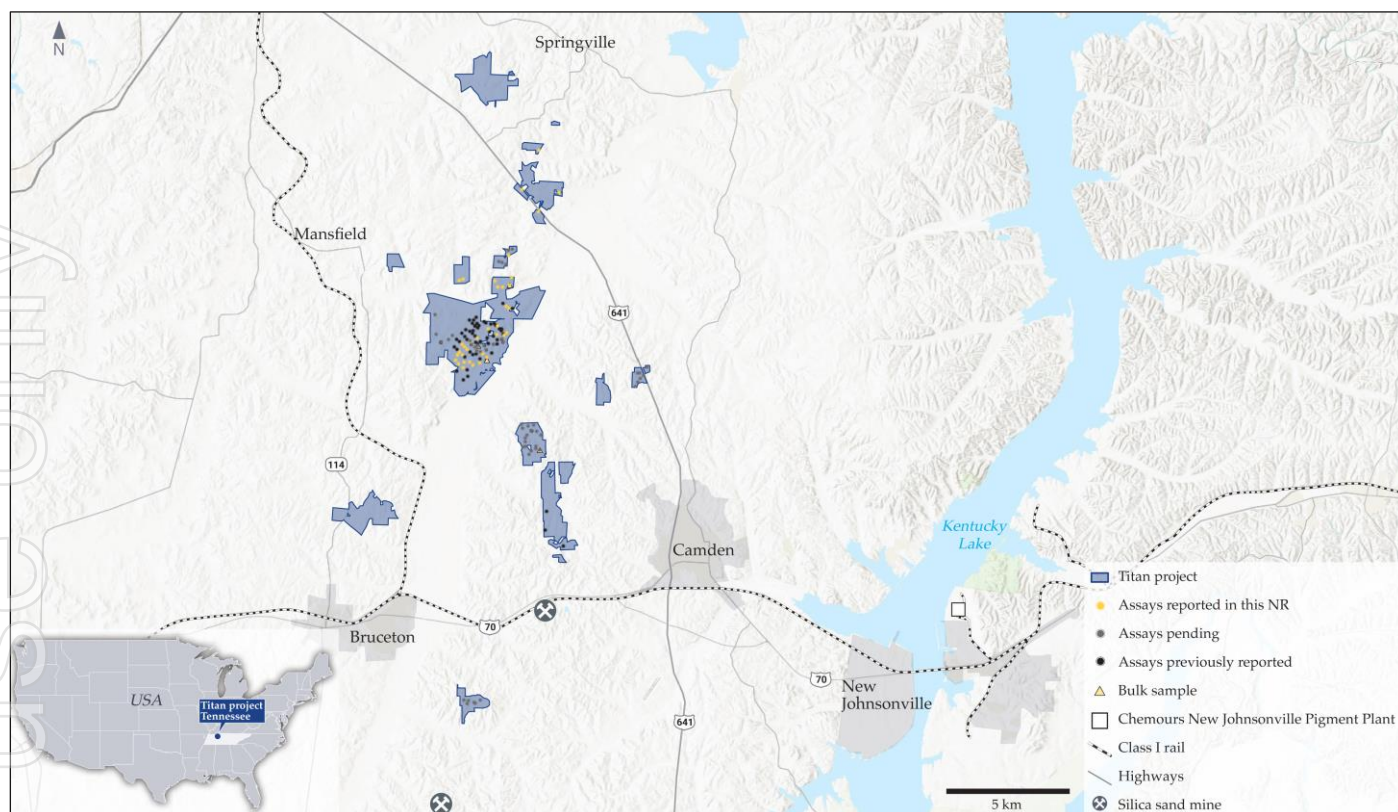 N
Springville
Mansfield
641
114
Camden
Kentucky
Lake
70
Bruceton
70
New
Johnsonville
641
USA
Titan project
Tennessee
Titan project
Assays reported in this NR
Assays pending
Assays previously reported
Bulk sample
Chemours New Johnsonville Pigment Plant
Class I rail
Highways
Silica sand mine
5 km